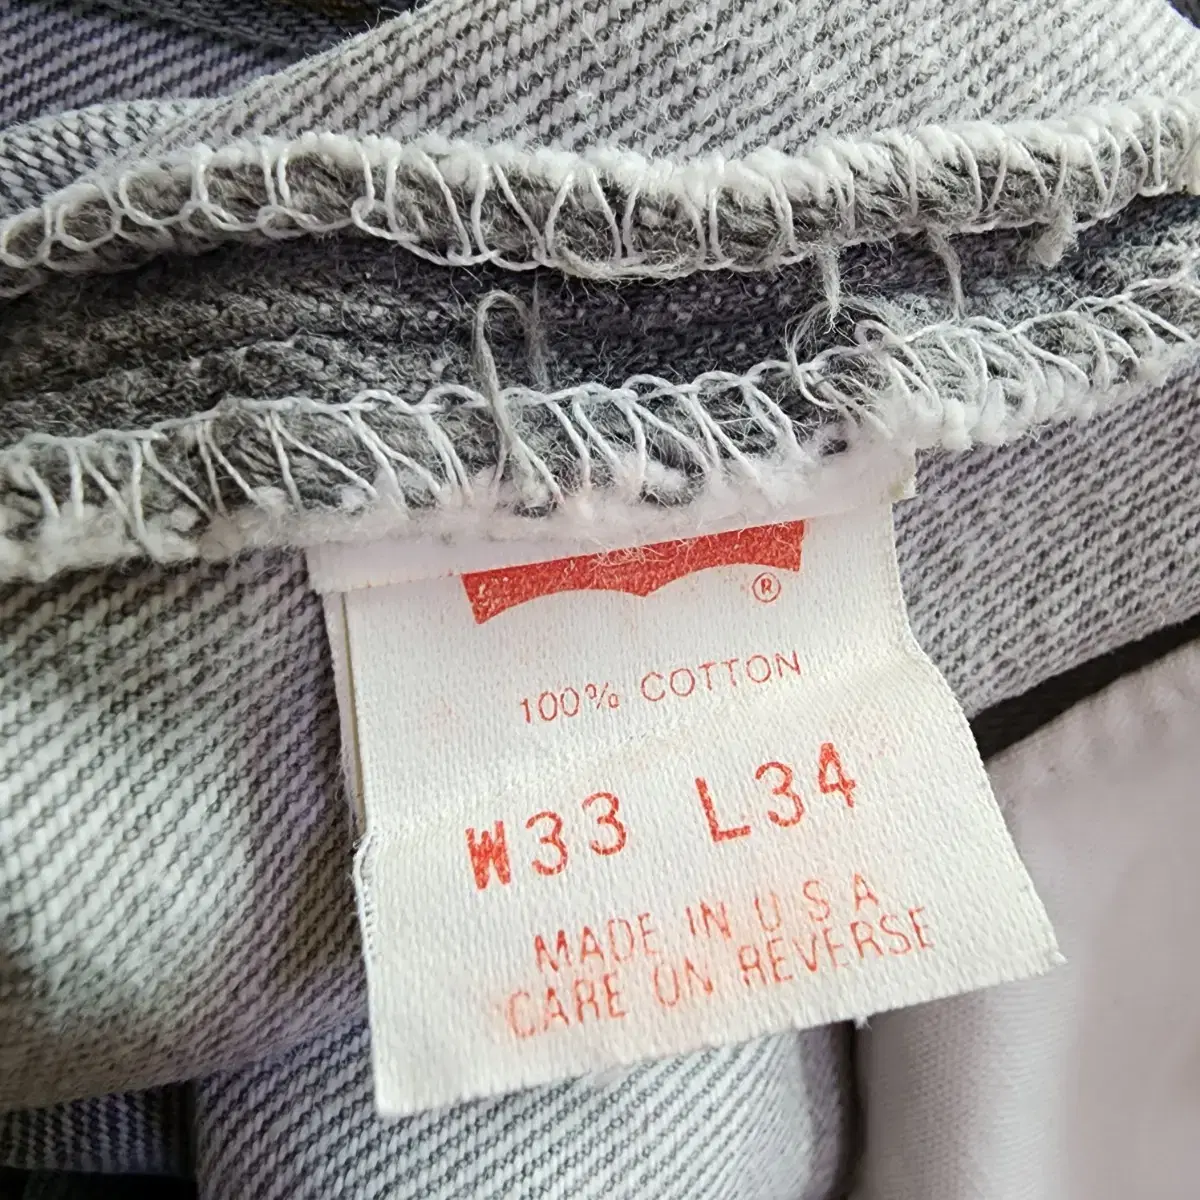 ®
100% COTTON
W33 L34
MADE IN U S A
CARE ON REVERSE